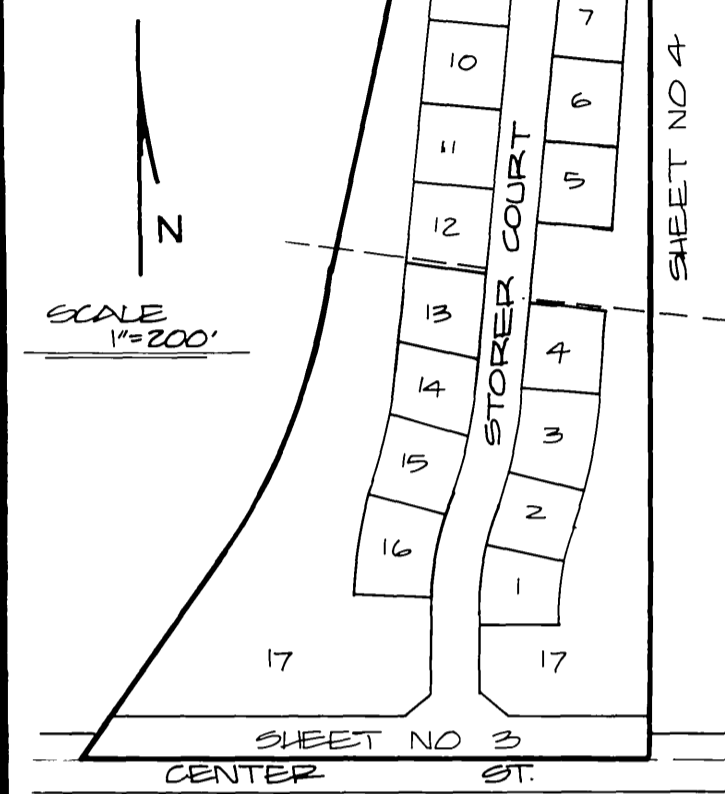 7
10
6
SHEET NO 4
11
5
STORER COURT
12
N
SCALE
1"=200'
13
4
14
3
15
2
16
1
17
17
SHEET NO 3
CENTER ST.